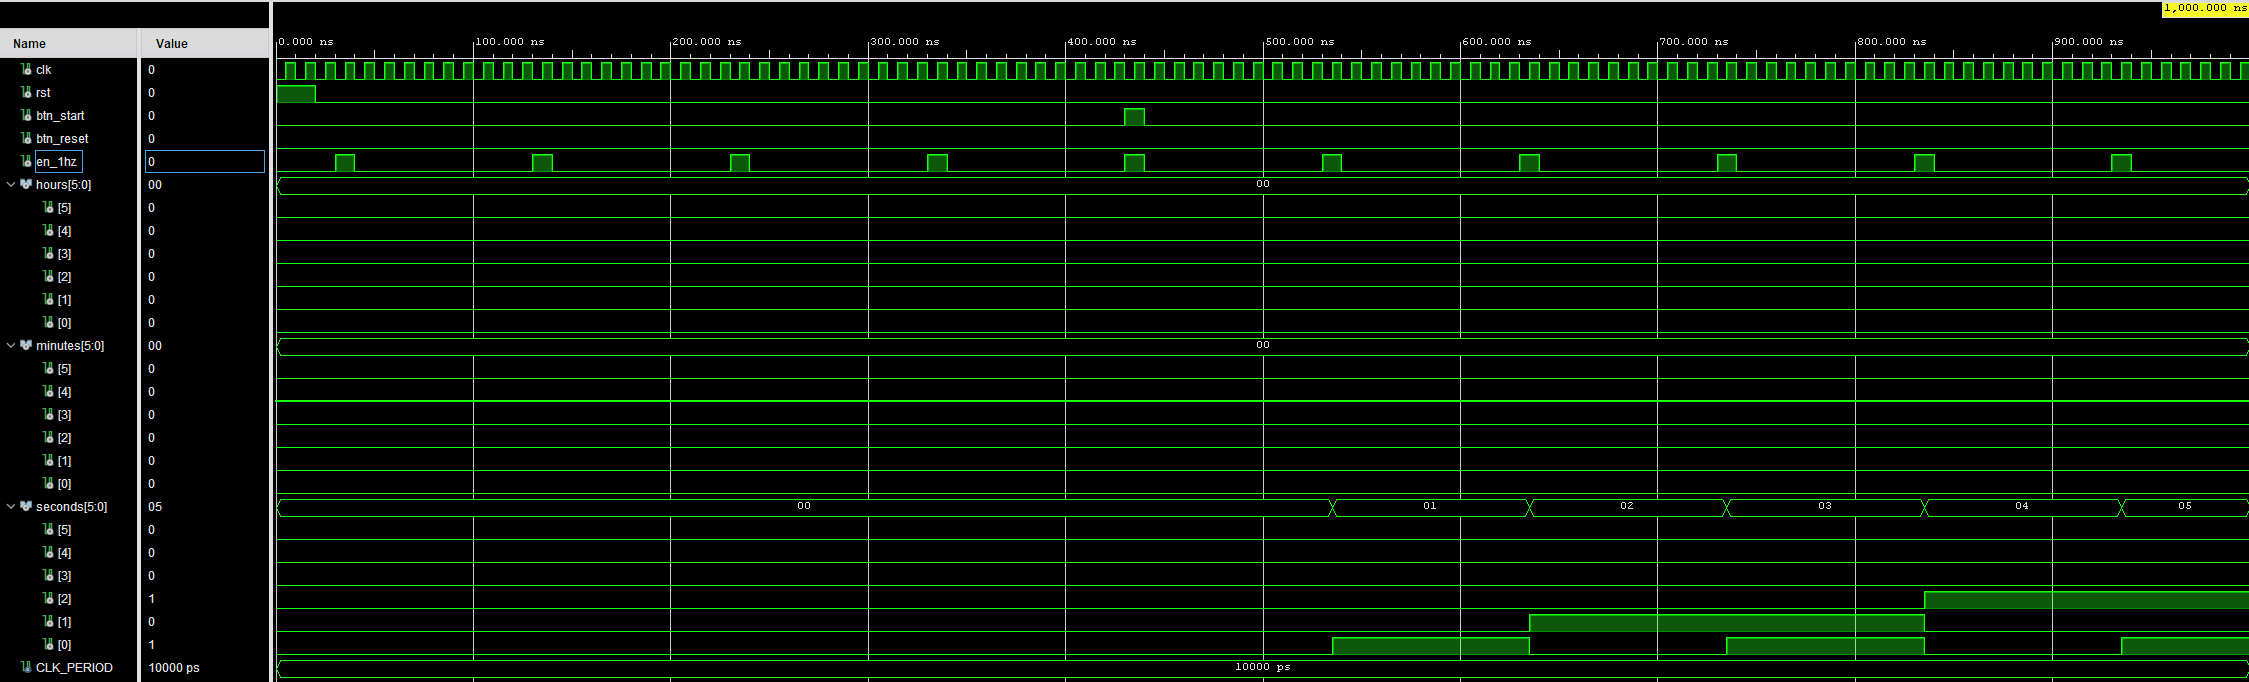 1,000.000 ns
Name Value 0.000 ns 100.000 ns 200.000 ns 300.000 ns 400.000 ns 500.000 ns 600.000 ns 700.000 ns 800.000 ns 900.000 ns
clk 0
rst 0
btn_start 0
btn_reset 0
en_1hz 0
hours[5:0] 00 00
[5] 0
[4] 0
[3] 0
[2] 0
[1] 0
[0] 0
minutes[5:0] 00 00
[5] 0
[4] 0
[3] 0
[2] 0
[1] 0
[0] 0
seconds[5:0] 05 00 01 02 03 04 05
[5] 0
[4] 0
[3] 0
[2] 1
[1] 0
[0] 1
CLK_PERIOD 10000 ps 10000 ps